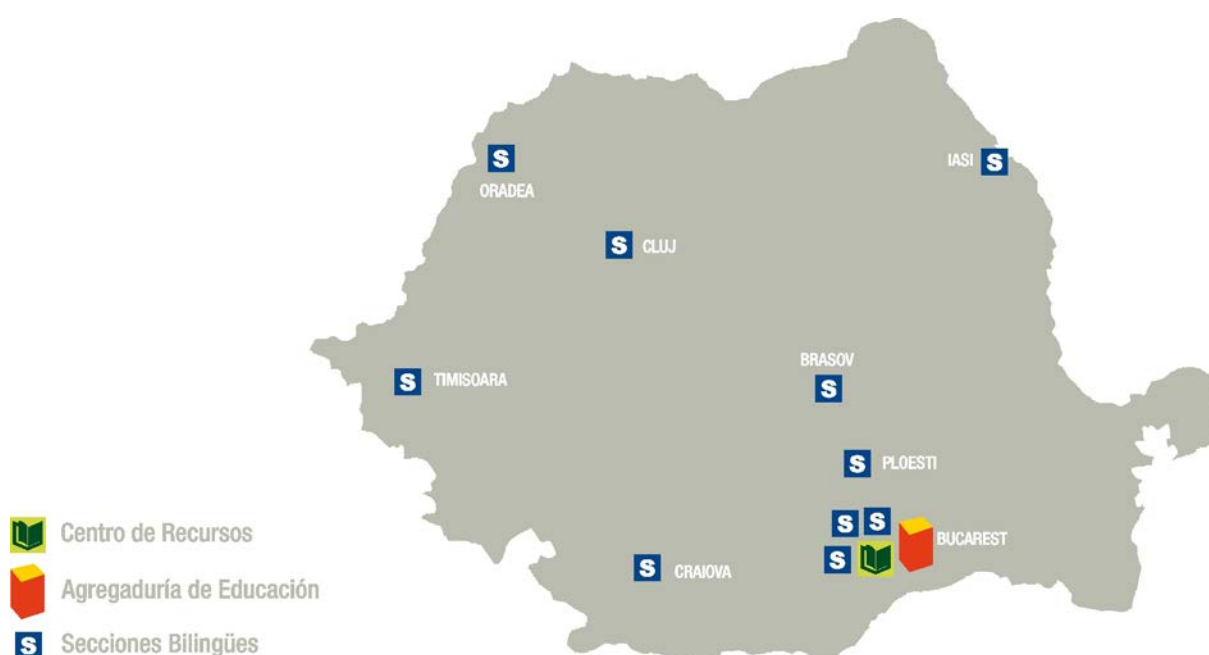 IASI
S
S
ORADEA
S
CLUJ
BRASOV
S
TIMISOARA
S
S
PLOESTI
S
S
BUCAREST
S
S
CRAIOVA
Centro de Recursos
Agregaduría de Educación
S
Secciones Bilingües